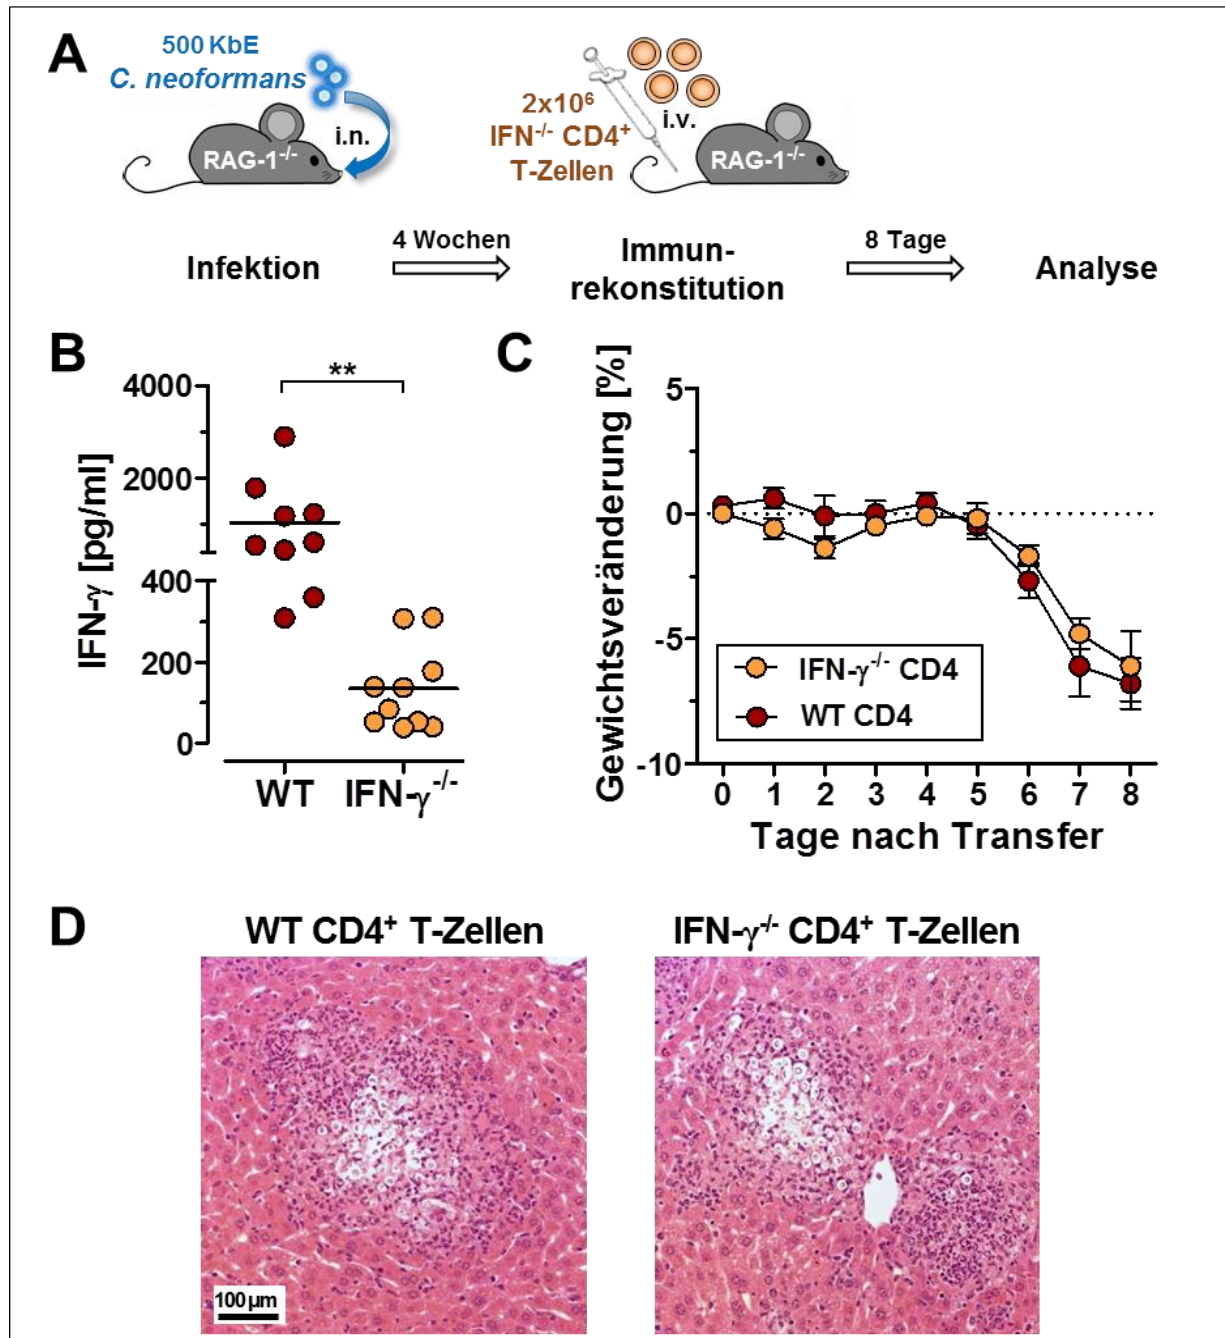 A
500 KbE
C. neoformans
i.n.
RAG-1-/-
2x10⁶
IFN-/- CD4⁺
T-Zellen
i.v.
RAG-1-/-
Infektion
4 Wochen
Immun-
rekonstitution
8 Tage
Analyse
B
**
IFN-γ [pg/ml]
4000
2000
400
200
0
WT
IFN-γ-/-
C
Gewichtsveränderung [%]
5
0
-5
-10
IFN-γ-/- CD4
WT CD4
0 1 2 3 4 5 6 7 8
Tage nach Transfer
D
WT CD4⁺ T-Zellen
IFN-γ-/- CD4⁺ T-Zellen
100 µm